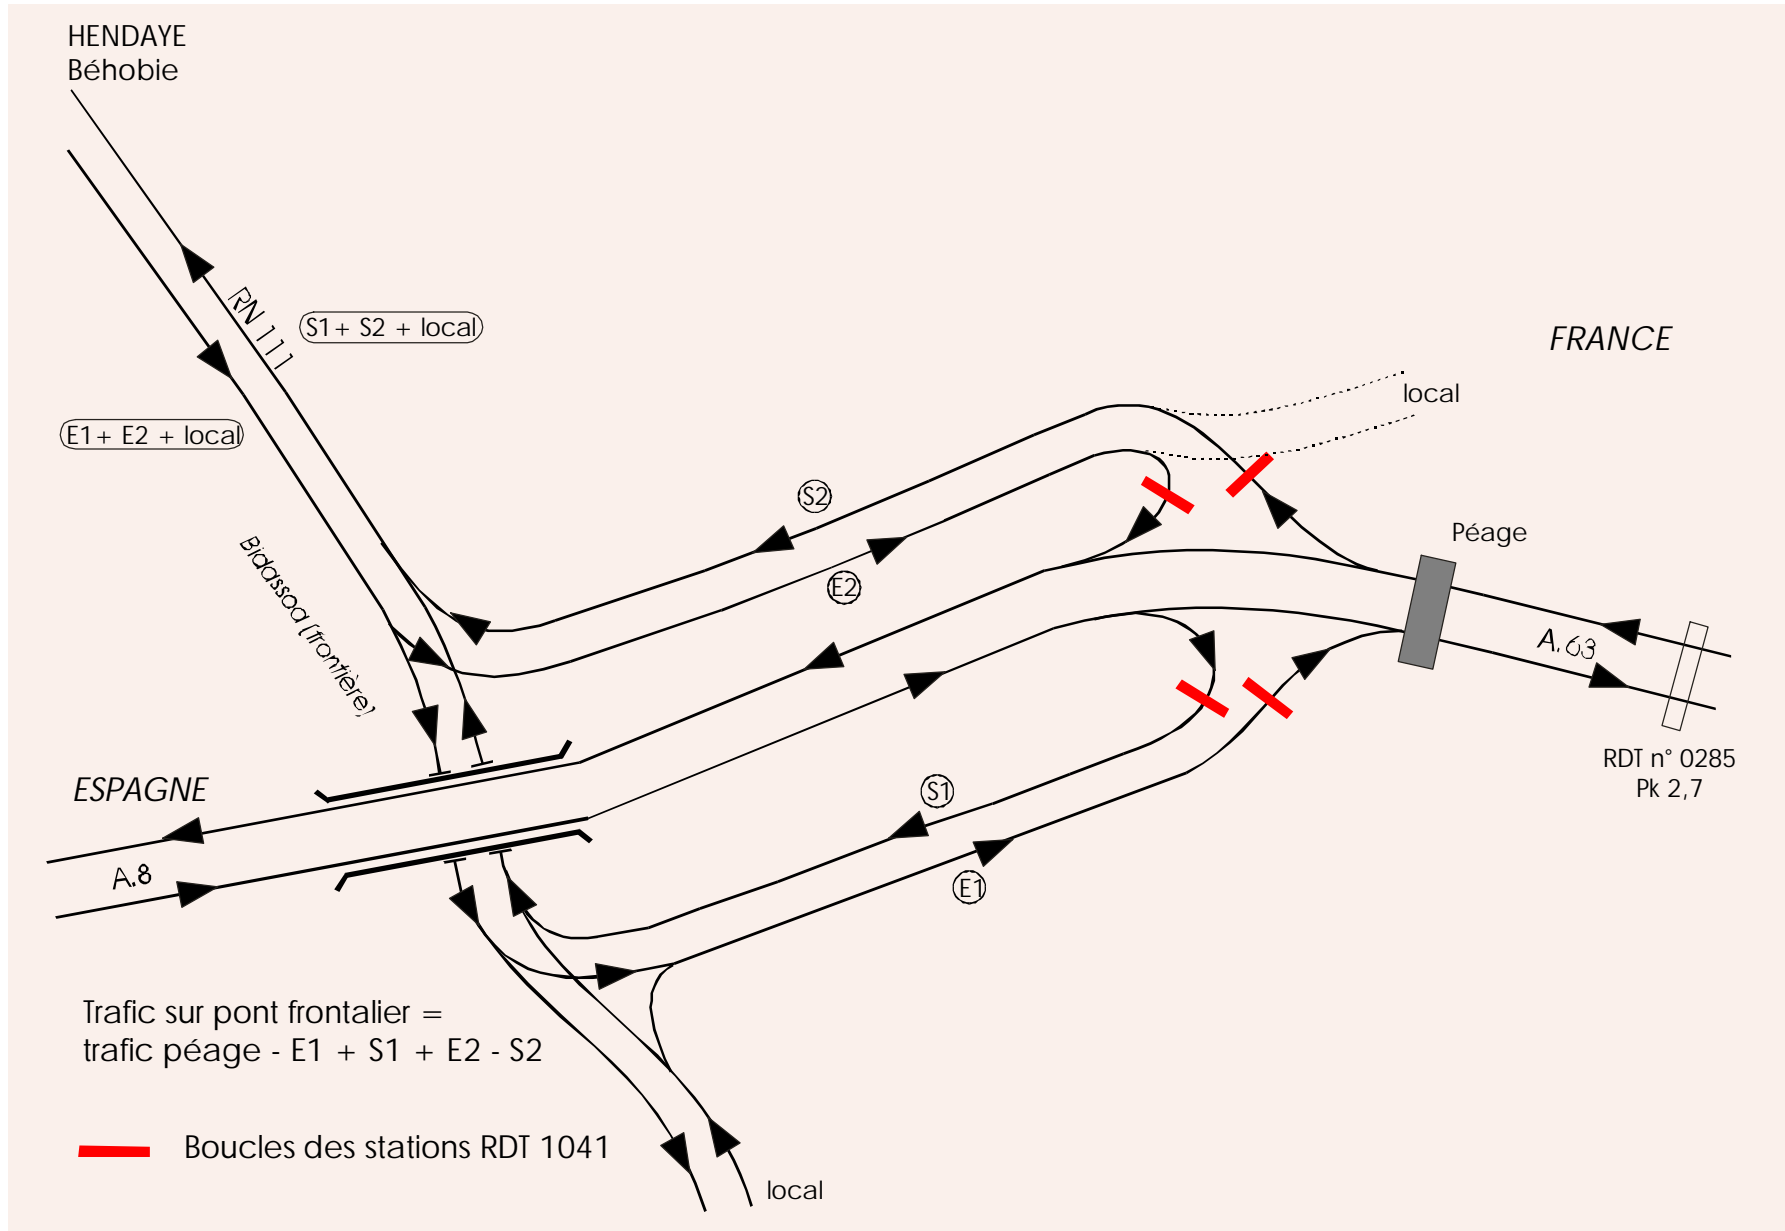 HENDAYE
Béhobie
RN 111
S1+ S2 + local
FRANCE
local
E1+ E2 + local
S2
Péage
Bidassoa (frontière)
E2
A.63
RDT n° 0285
Pk 2,7
ESPAGNE
S1
A.8
E1
Trafic sur pont frontalier =
trafic péage - E1 + S1 + E2 - S2
Boucles des stations RDT 1041
local